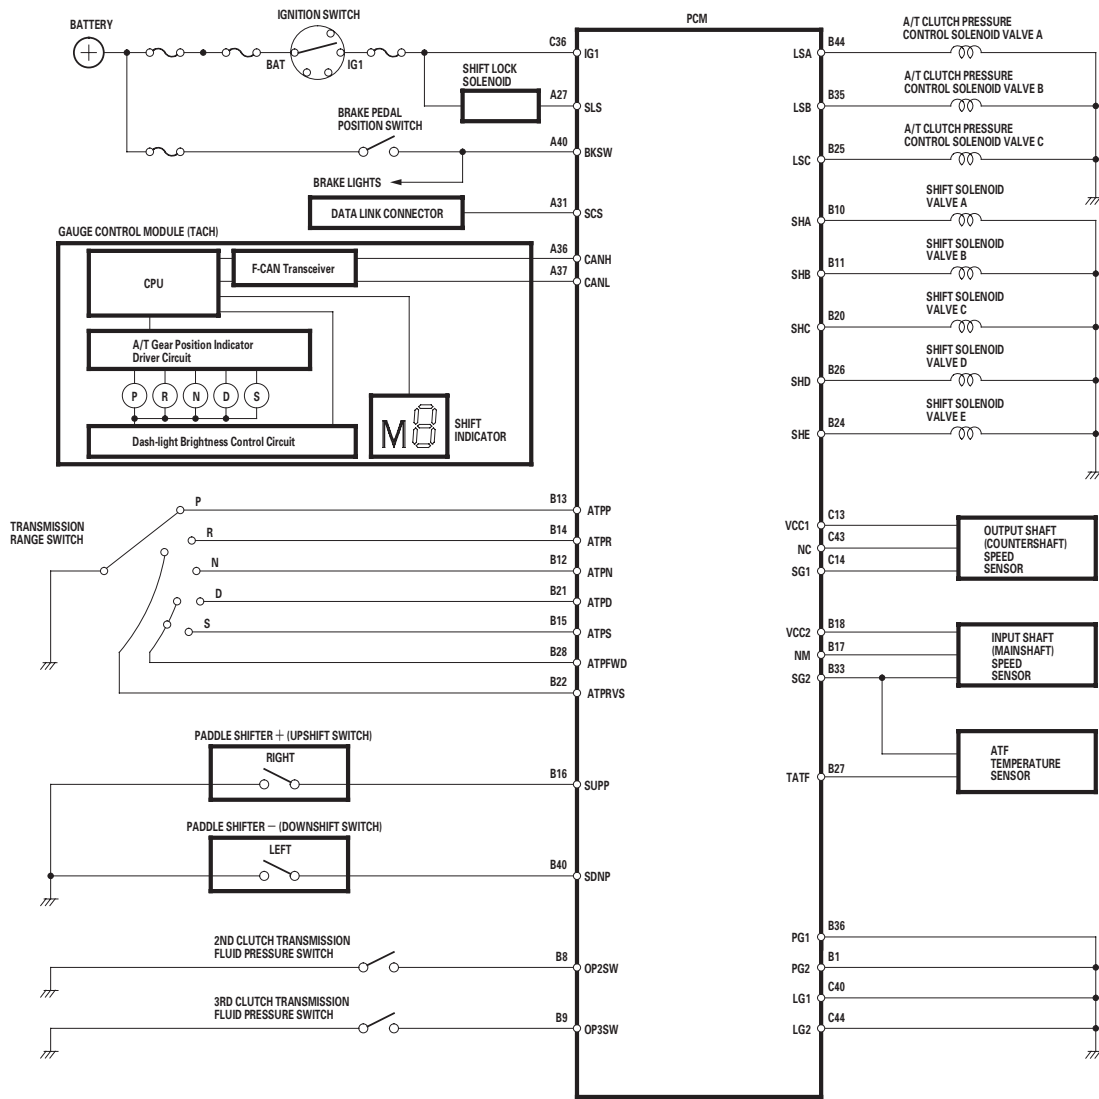 BATTERY
IGNITION SWITCH
BAT
IG1
SHIFT LOCK
SOLENOID
BRAKE PEDAL
POSITION SWITCH
BRAKE LIGHTS
DATA LINK CONNECTOR
GAUGE CONTROL MODULE (TACH)
CPU
F-CAN Transceiver
A/T Gear Position Indicator
Driver Circuit
P R N D S
Dash-light Brightness Control Circuit
M8
SHIFT
INDICATOR
TRANSMISSION
RANGE SWITCH
P
R
N
D
S
PADDLE SHIFTER + (UPSHIFT SWITCH)
RIGHT
PADDLE SHIFTER − (DOWNSHIFT SWITCH)
LEFT
2ND CLUTCH TRANSMISSION
FLUID PRESSURE SWITCH
3RD CLUTCH TRANSMISSION
FLUID PRESSURE SWITCH
PCM
C36 IG1
A27 SLS
A40 BKSW
A31 SCS
A36 CANH
A37 CANL
B13 ATPP
B14 ATPR
B12 ATPN
B21 ATPD
B15 ATPS
B28 ATPFWD
B22 ATPRVS
B16 SUPP
B40 SDNP
B8 OP2SW
B9 OP3SW
LSA B44
LSB B35
LSC B25
SHA B10
SHB B11
SHC B20
SHD B26
SHE B24
VCC1 C13
NC C43
SG1 C14
VCC2 B18
NM B17
SG2 B33
TATF B27
PG1 B36
PG2 B1
LG1 C40
LG2 C44
A/T CLUTCH PRESSURE
CONTROL SOLENOID VALVE A
A/T CLUTCH PRESSURE
CONTROL SOLENOID VALVE B
A/T CLUTCH PRESSURE
CONTROL SOLENOID VALVE C
SHIFT SOLENOID
VALVE A
SHIFT SOLENOID
VALVE B
SHIFT SOLENOID
VALVE C
SHIFT SOLENOID
VALVE D
SHIFT SOLENOID
VALVE E
OUTPUT SHAFT
(COUNTERSHAFT)
SPEED
SENSOR
INPUT SHAFT
(MAINSHAFT)
SPEED
SENSOR
ATF
TEMPERATURE
SENSOR